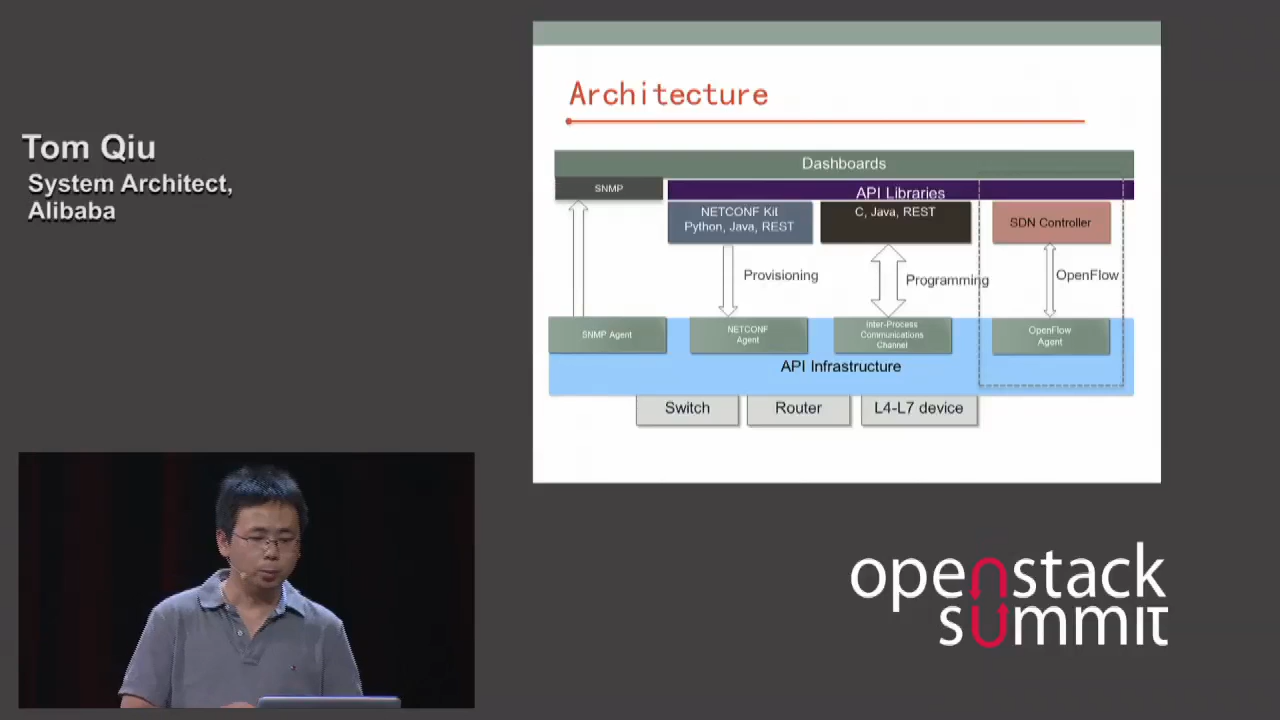 Tom Qiu
System Architect,
Alibaba
Architecture
Dashboards
SNMP
API Libraries
NETCONF Kit
Python, Java, REST
C, Java, REST
SDN Controller
Provisioning
Programming
OpenFlow
SNMP Agent
NETCONF
Agent
Inter-Process
Communications
Channel
OpenFlow
Agent
API Infrastructure
Switch
Router
L4-L7 device
openstack
summit